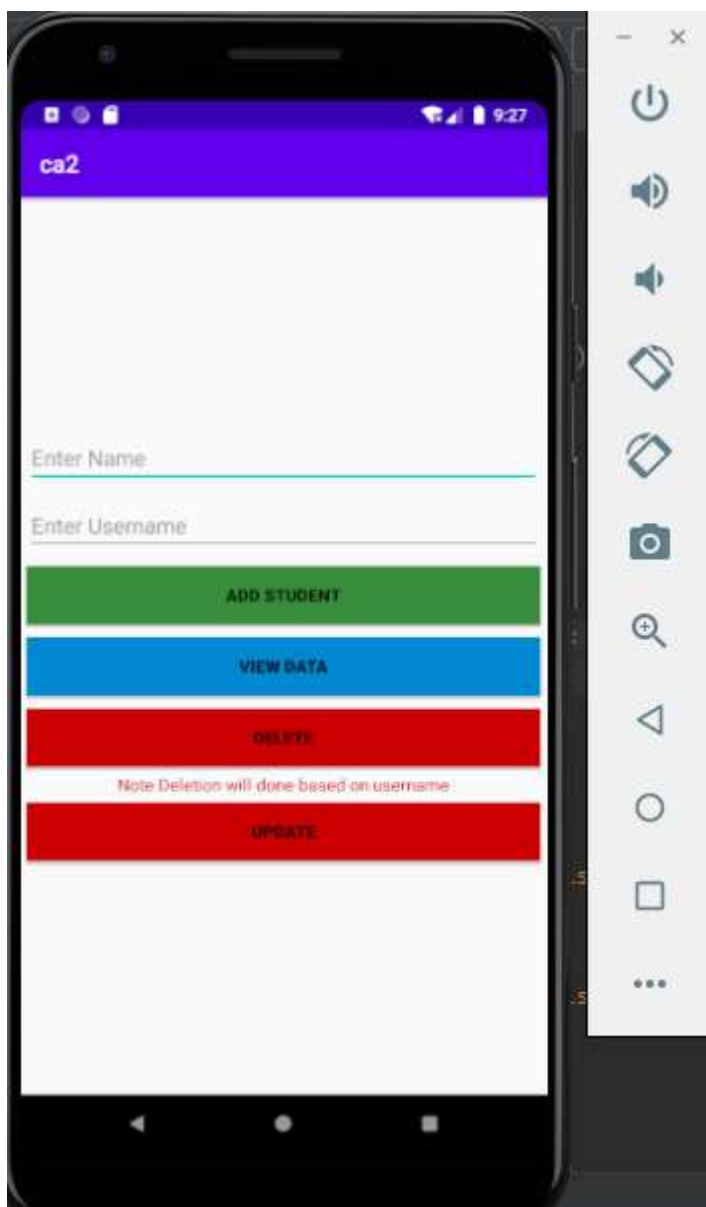 9:27
ca2
Enter Name
Enter Username
ADD STUDENT
VIEW DATA
DELETE
Note Deletion will done based on username
UPDATE
.s
.s